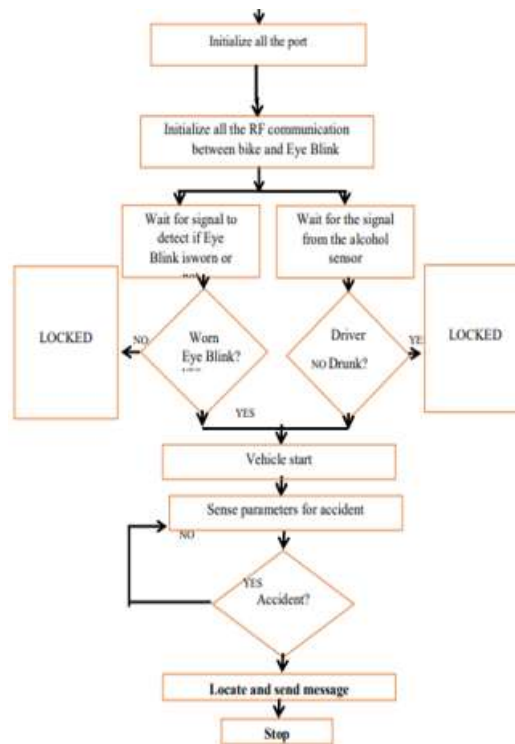 Initialize all the port
Initialize all the RF communication
between bike and Eye Blink
Wait for signal to
detect if Eye
Blink isworn or
Wait for the signal
from the alcohol
sensor
LOCKED
NO
Worn
Eye Blink?
Driver
NO Drunk?
YE
LOCKED
YES
Vehicle start
Sense parameters for accident
NO
YES
Accident?
Locate and send message
Stop